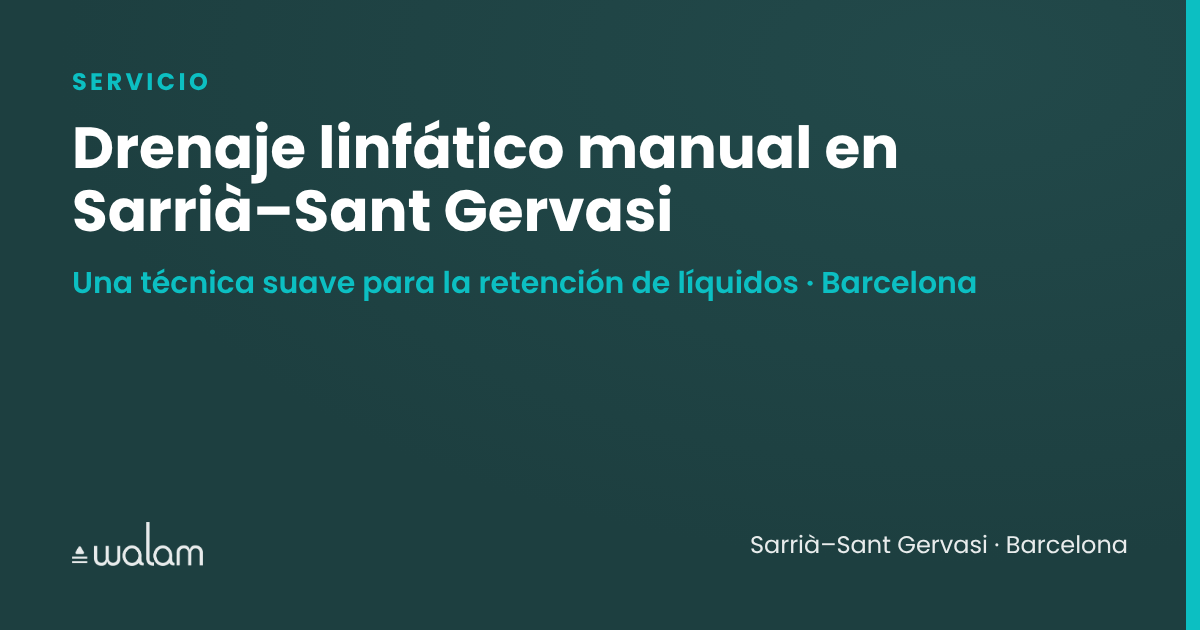 SERVICIO
Drenaje linfático manual en
Sarrià–Sant Gervasi
Una técnica suave para la retención de líquidos · Barcelona
walam
Sarrià–Sant Gervasi · Barcelona